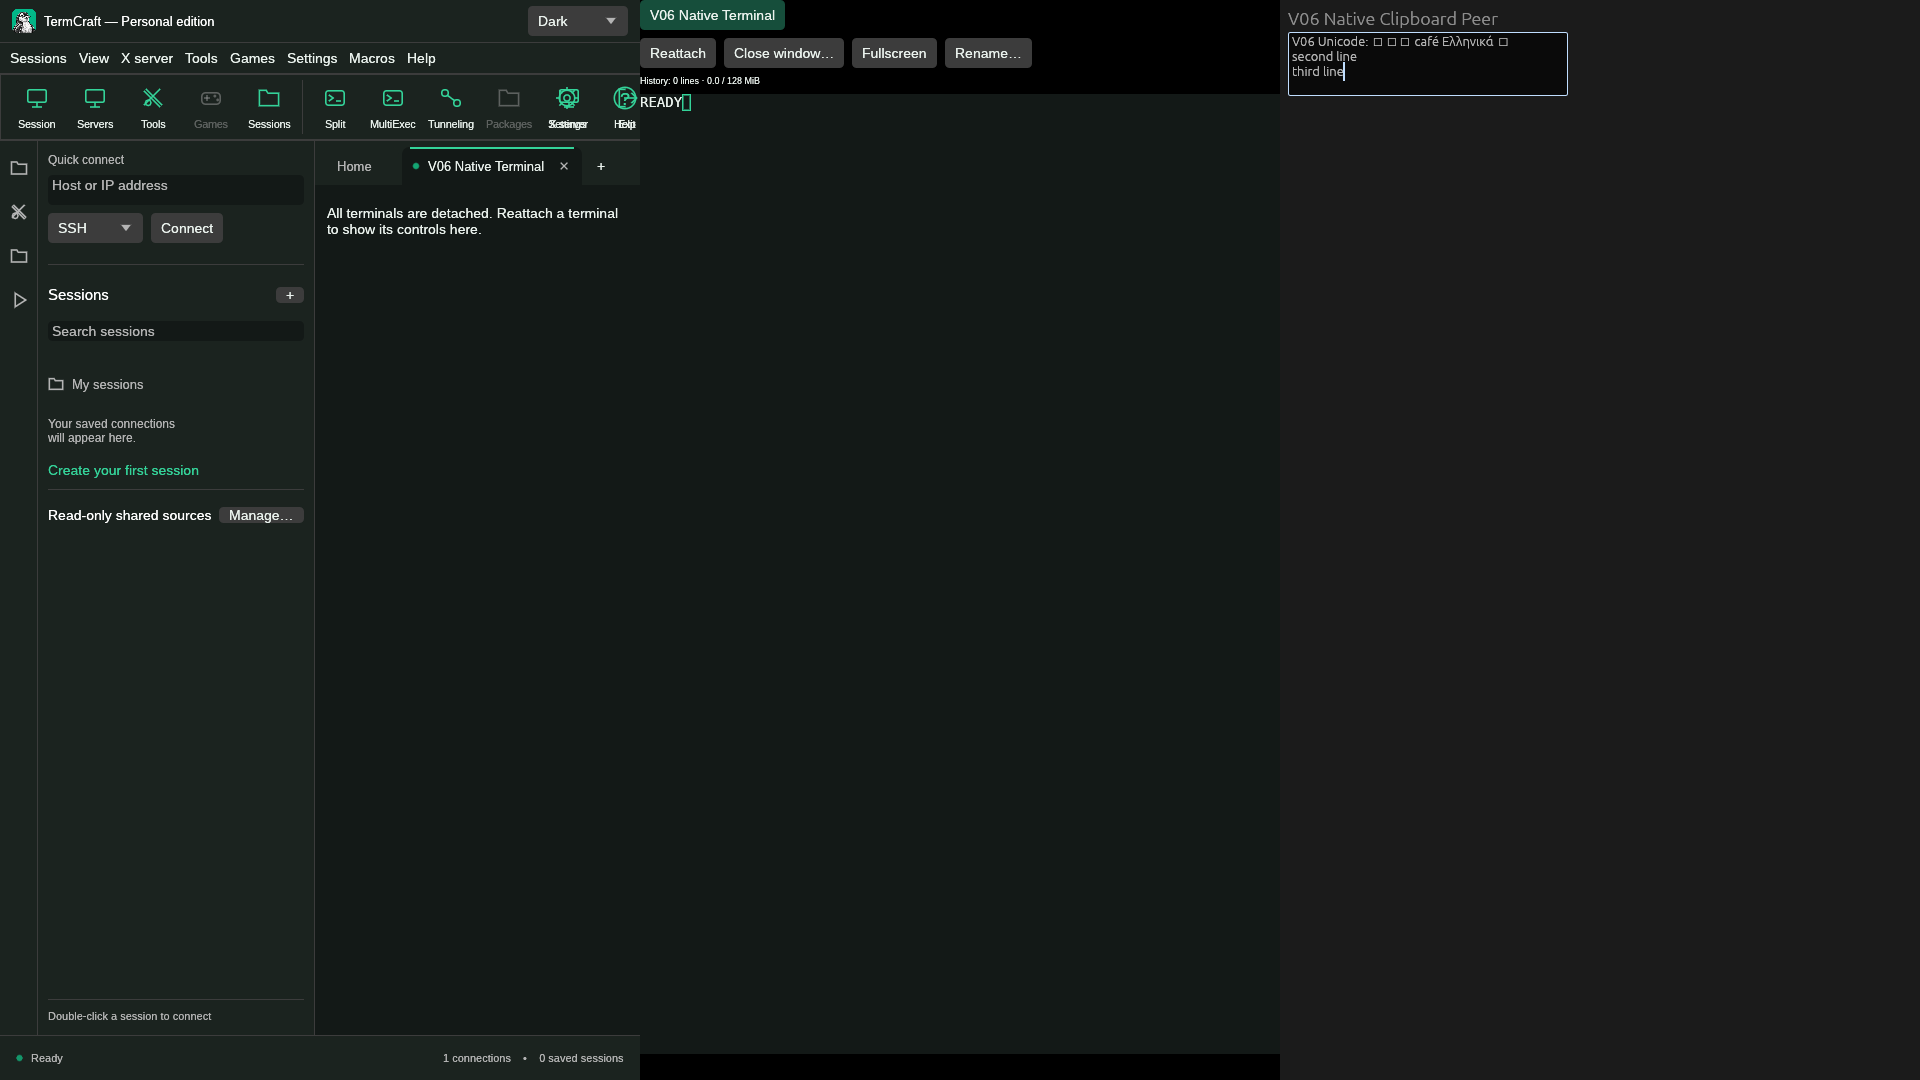 TermCraft — Personal edition
Dark
Sessions View X server Tools Games Settings Macros Help
Session Servers Tools Games Sessions Split MultiExec Tunneling Packages Settings Help
Quick connect
Host or IP address
SSH Connect
Sessions +
Search sessions
My sessions
Your saved connections
will appear here.
Create your first session
Read-only shared sources Manage…
Double-click a session to connect
Ready
1 connections • 0 saved sessions
Home V06 Native Terminal × +
All terminals are detached. Reattach a terminal
to show its controls here.
V06 Native Terminal
Reattach Close window… Fullscreen Rename…
History: 0 lines · 0.0 / 128 MiB
READY
V06 Native Clipboard Peer
V06 Unicode: □ □ □ café Ελληνικά □
second line
third line